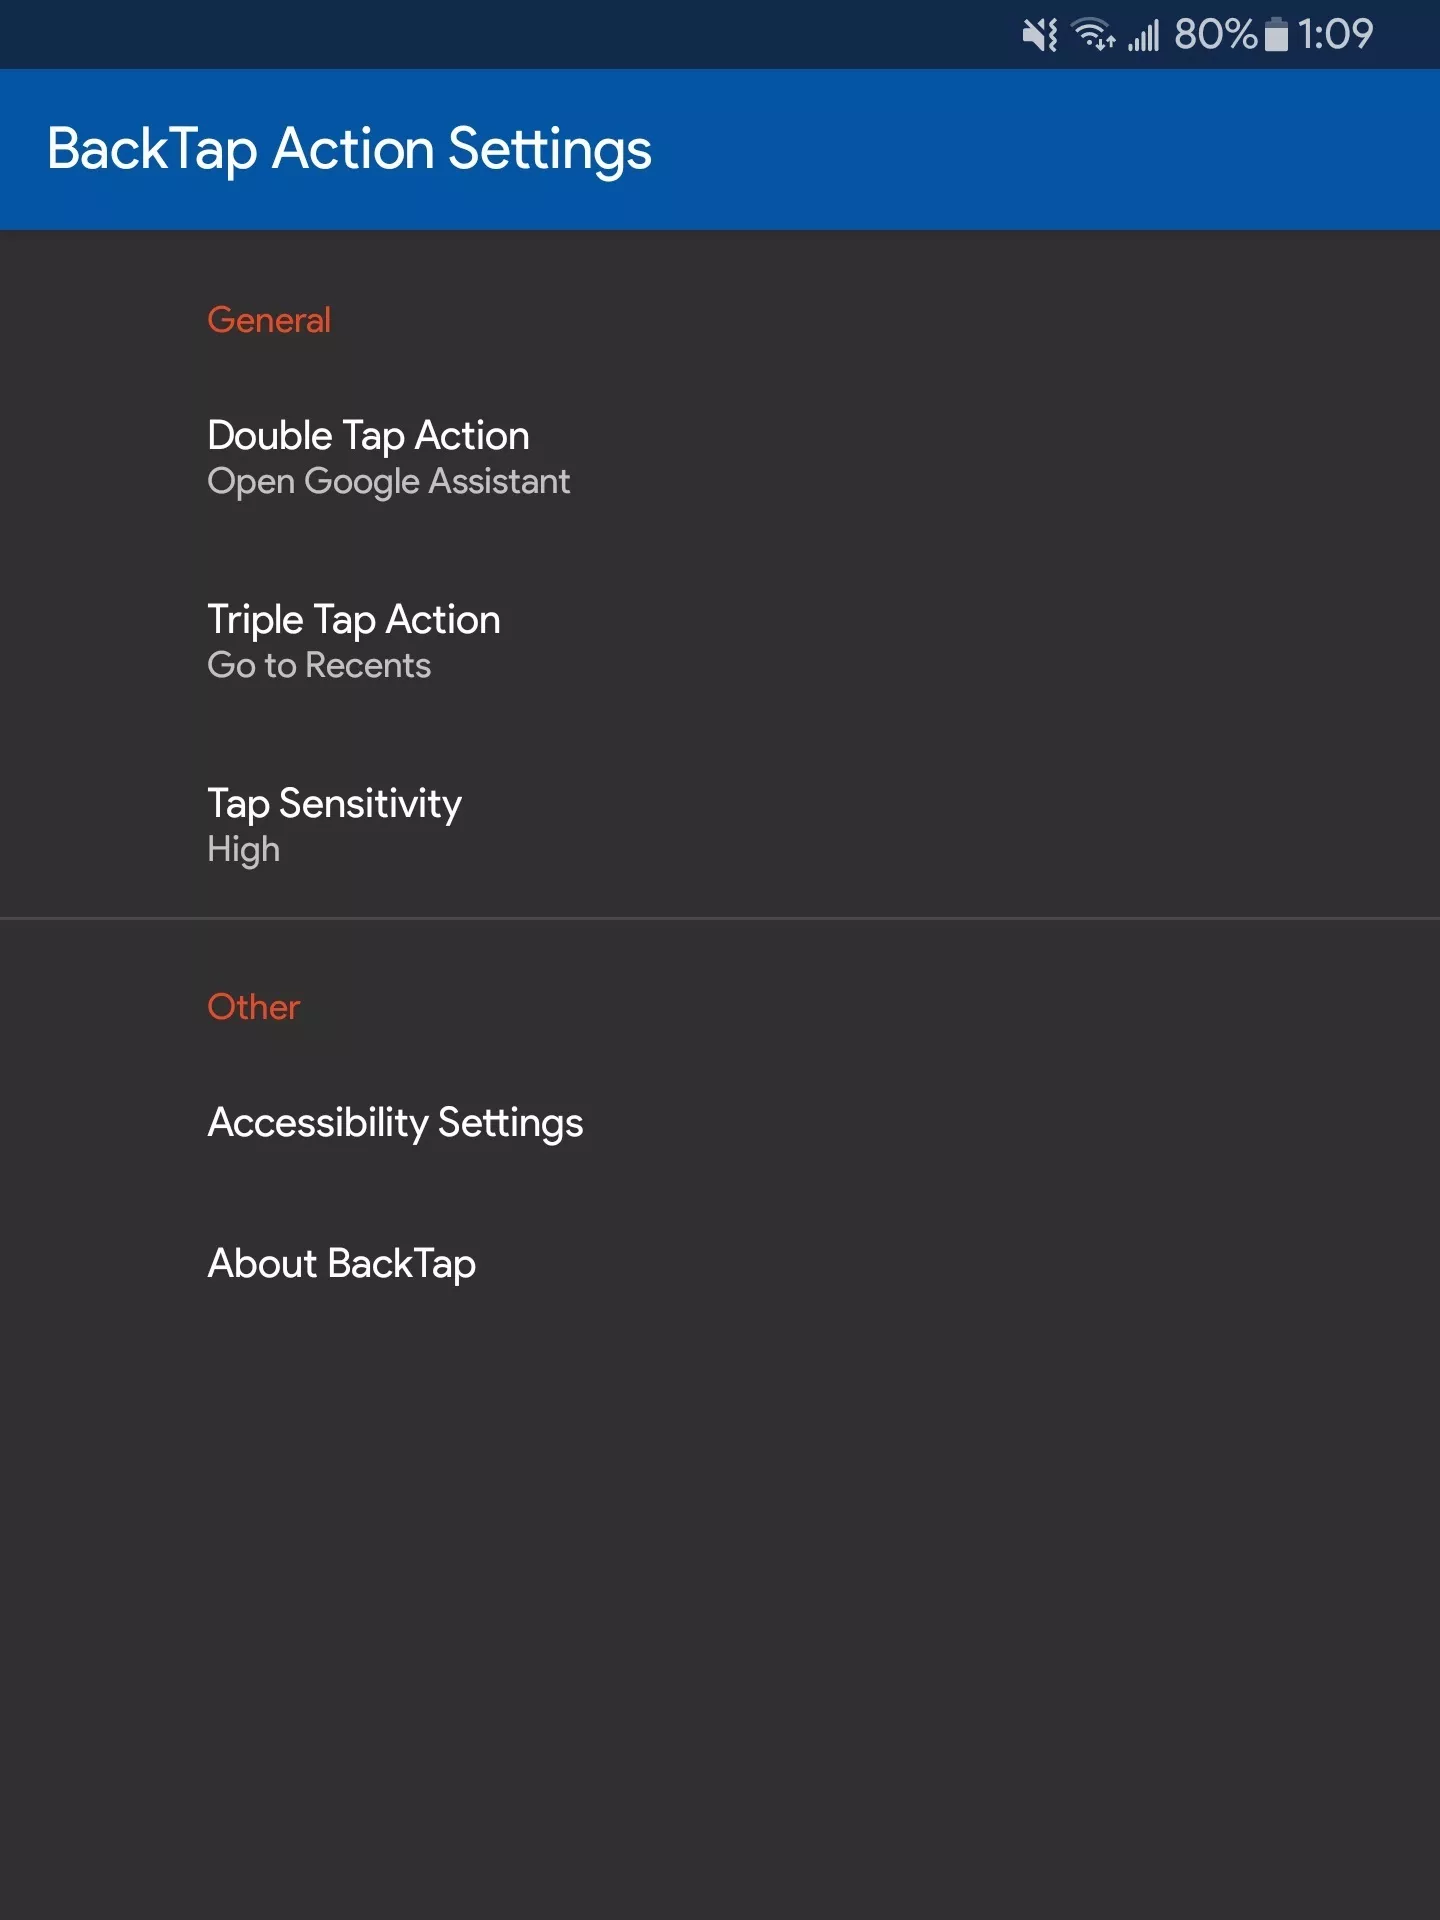 80% 1:09
BackTap Action Settings
General
Double Tap Action
Open Google Assistant
Triple Tap Action
Go to Recents
Tap Sensitivity
High
Other
Accessibility Settings
About BackTap